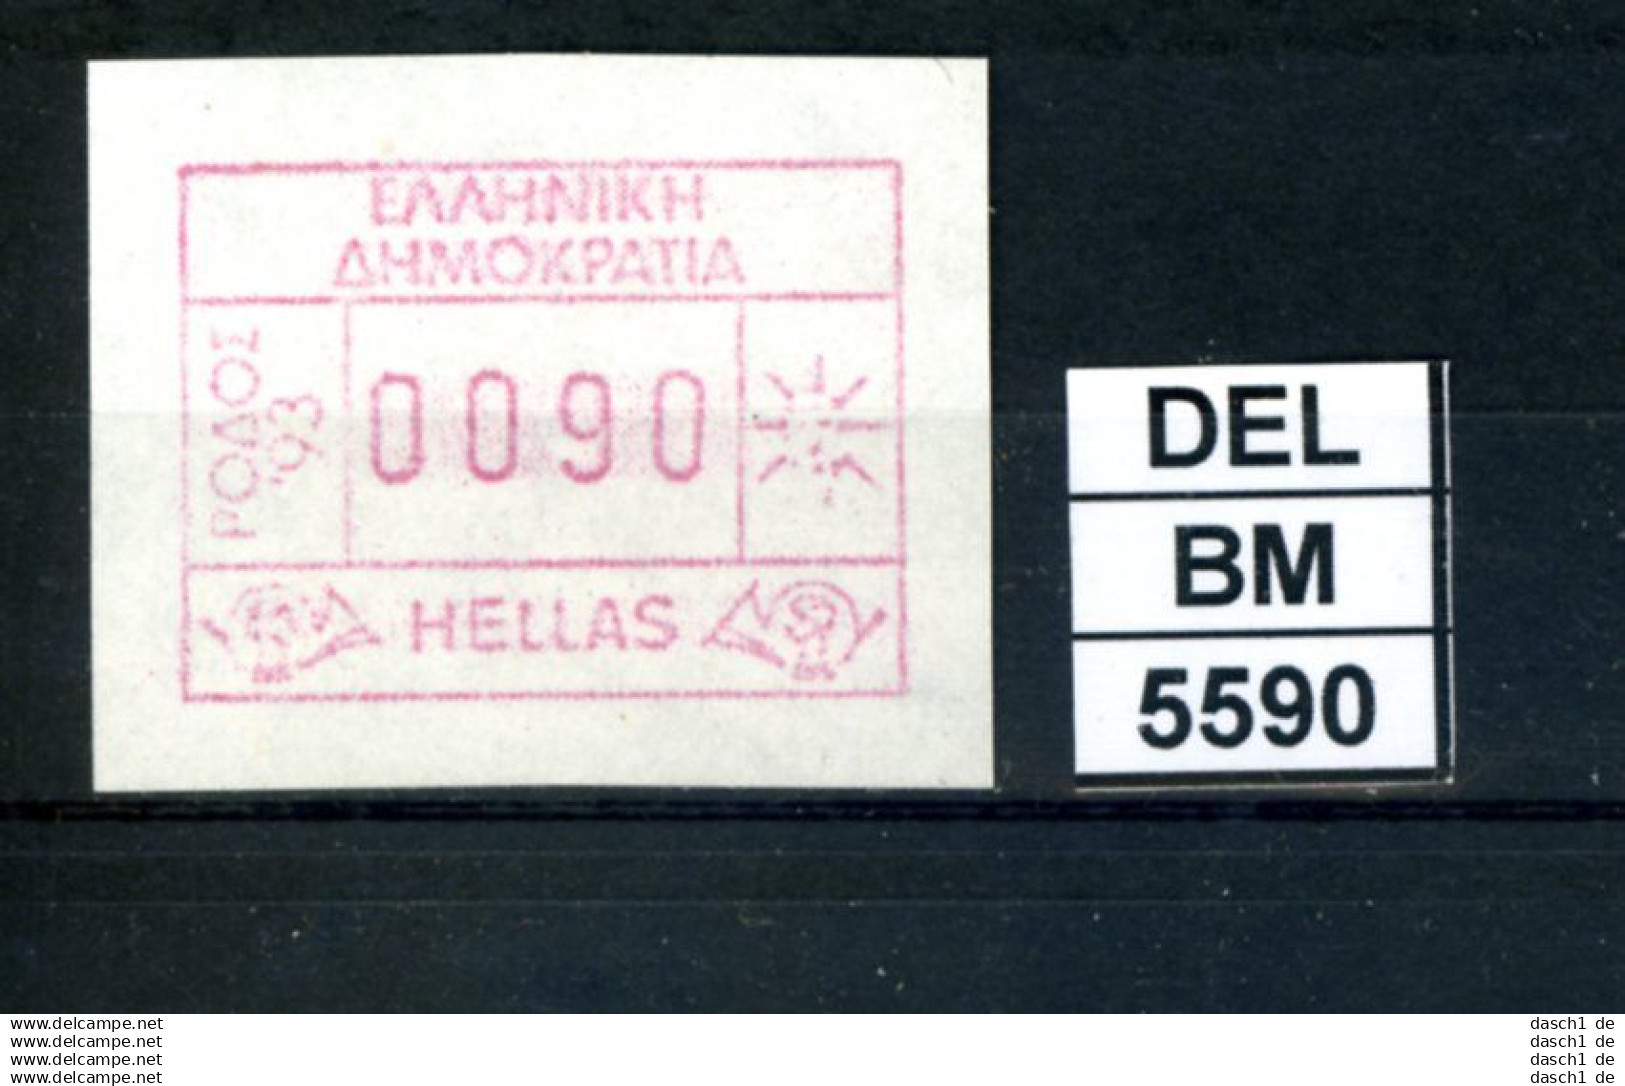 ΕΛΛΗΝΙΚΗ
ΔΗΜΟΚΡΑΤΙΑ
ΡΟΔΟΣ
'93
0090
HELLAS
DEL
BM
5590
www.delcampe.net
www.delcampe.net
www.delcampe.net
www.delcampe.net
dasch1 de
dasch1 de
dasch1 de
dasch1 de